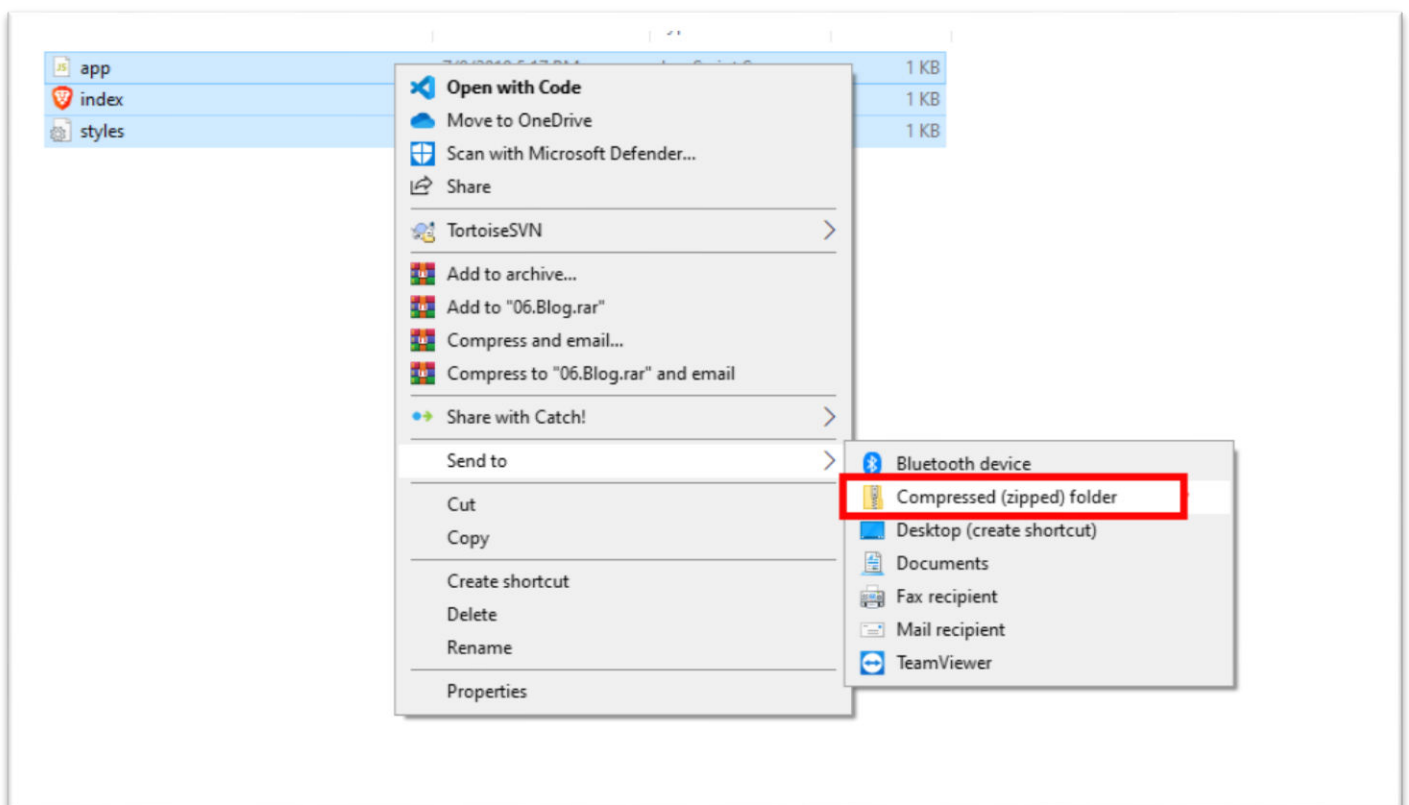 app 1 KB
index 1 KB
styles 1 KB
Open with Code
Move to OneDrive
Scan with Microsoft Defender...
Share
TortoiseSVN
Add to archive...
Add to "06.Blog.rar"
Compress and email...
Compress to "06.Blog.rar" and email
Share with Catch!
Send to
Cut
Copy
Create shortcut
Delete
Rename
Properties
Bluetooth device
Compressed (zipped) folder
Desktop (create shortcut)
Documents
Fax recipient
Mail recipient
TeamViewer